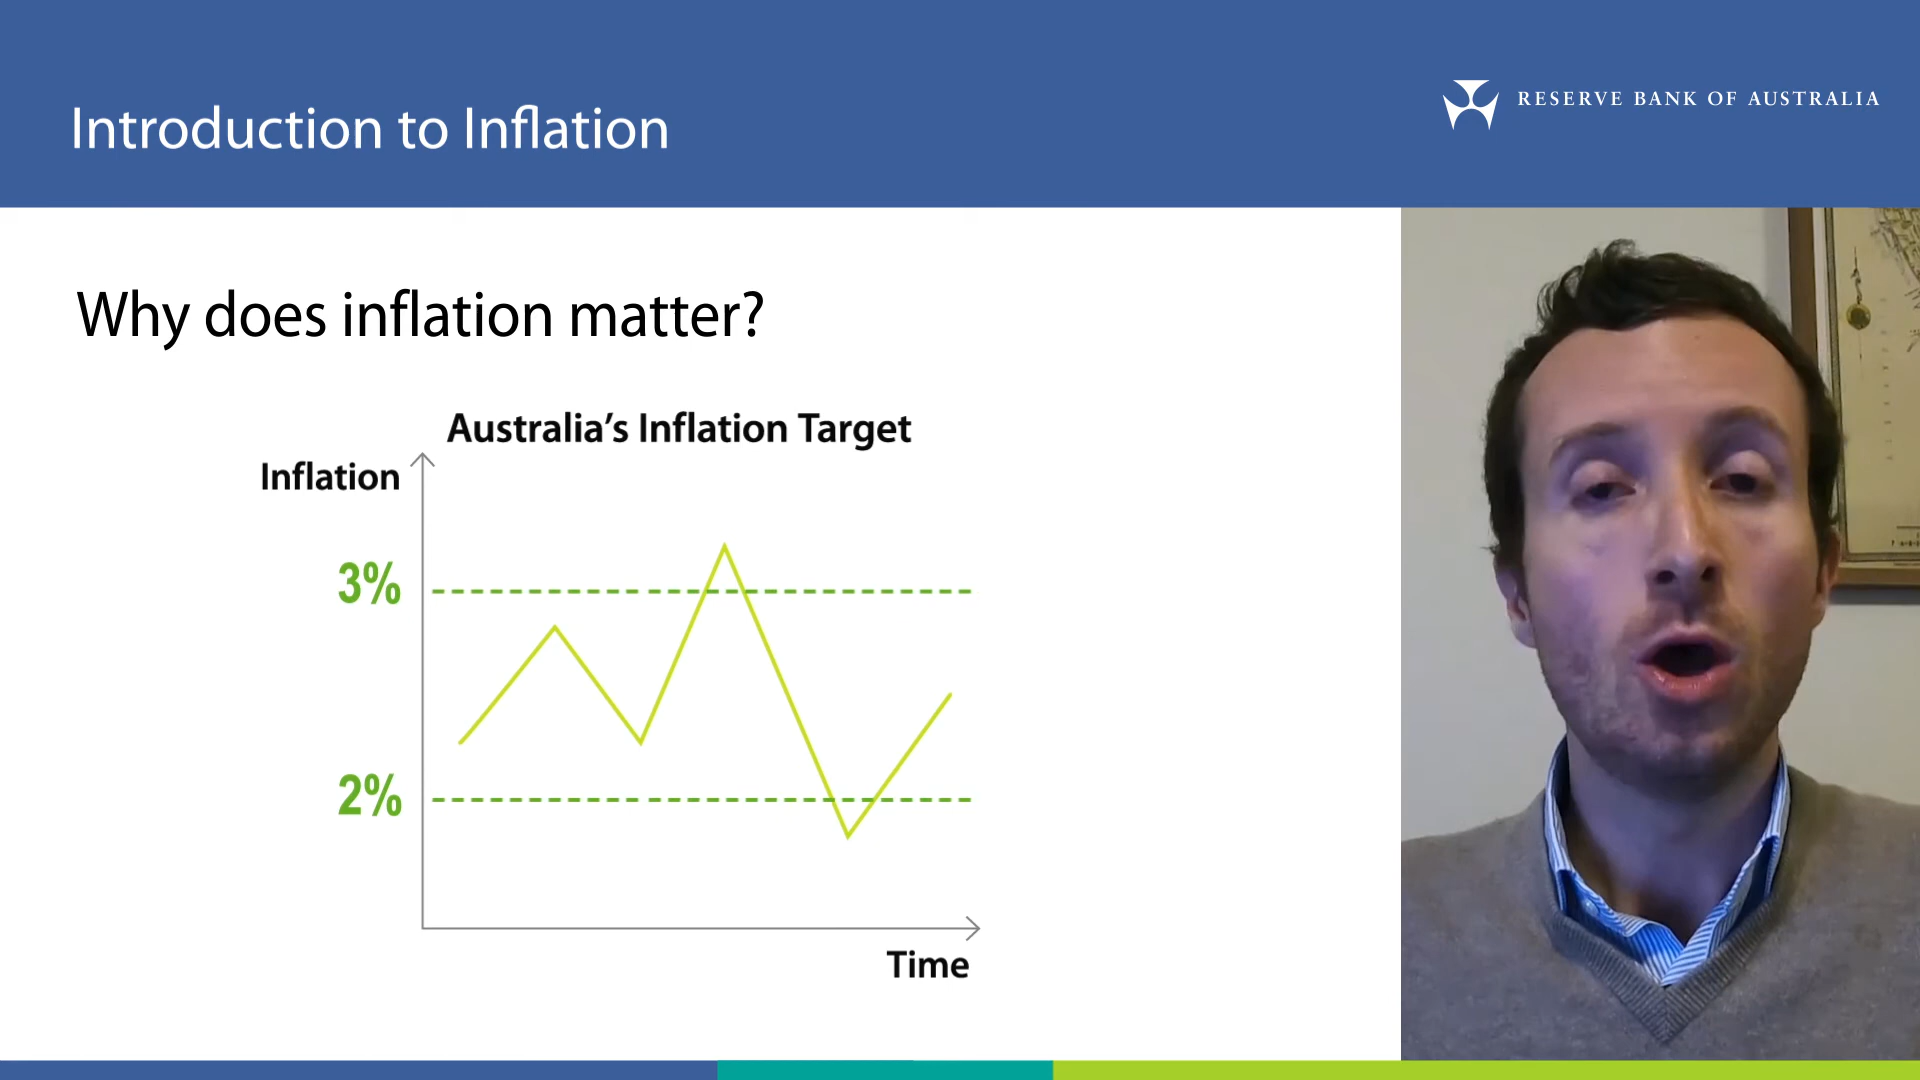 Introduction to Inflation
RESERVE BANK OF AUSTRALIA
Why does inflation matter?
Australia’s Inflation Target
Inflation
3%
2%
Time